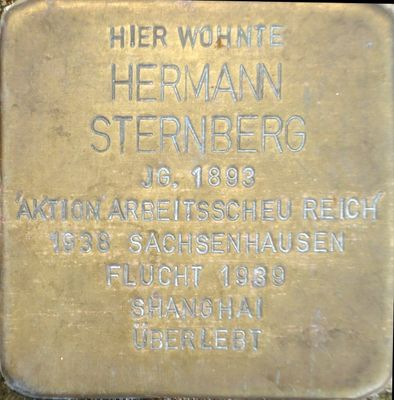 HIER WOHNTE
HERMANN
STERNBERG
JG. 1893
'AKTION ARBEITSSCHEU REICH'
1938 SACHSENHAUSEN
FLUCHT 1939
SHANGHAI
ÜBERLEBT